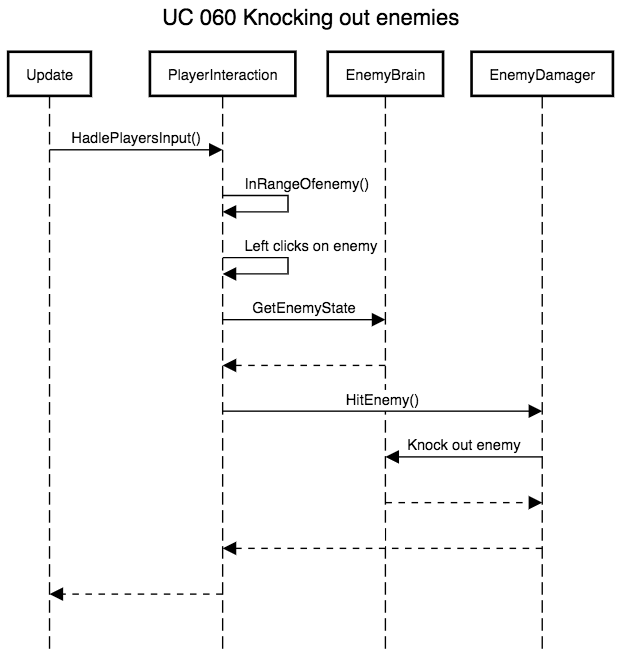 UC 060 Knocking out enemies
Update
PlayerInteraction
EnemyBrain
EnemyDamager
HadlePlayersInput()
InRangeOfenemy()
Left clicks on enemy
GetEnemyState
HitEnemy()
Knock out enemy